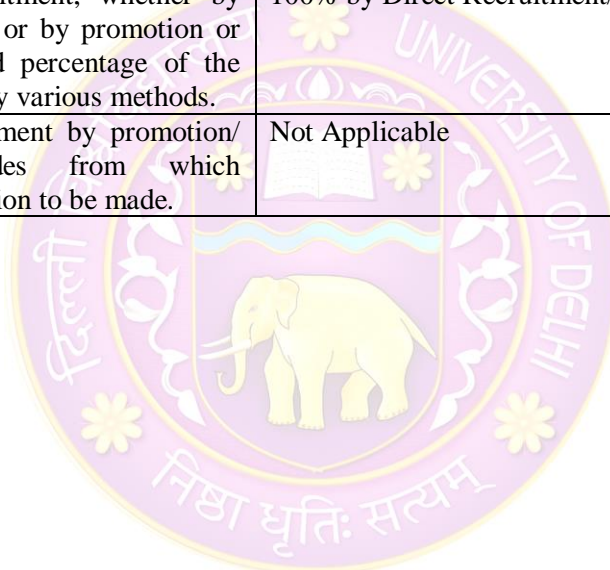 itment, whether by 100% by Direct Recruitment/
or by promotion or
d percentage of the
y various methods.
ment by promotion/ Not Applicable
des from which
ion to be made.
UNIVERSITY OF DELHI
दिल्ली
निष्ठा धृतिः सत्यम्